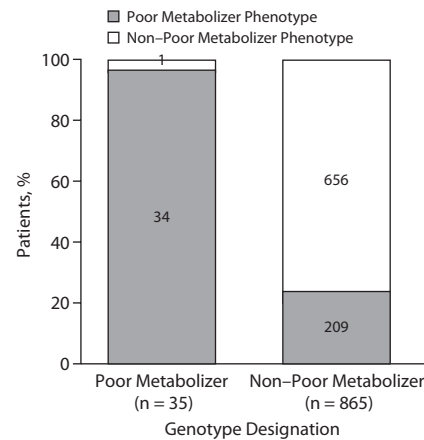 Poor Metabolizer Phenotype
Non–Poor Metabolizer Phenotype
100
80
60
40
20
0
Patients, %
1
34
656
209
Poor Metabolizer
(n = 35)
Non–Poor Metabolizer
(n = 865)
Genotype Designation